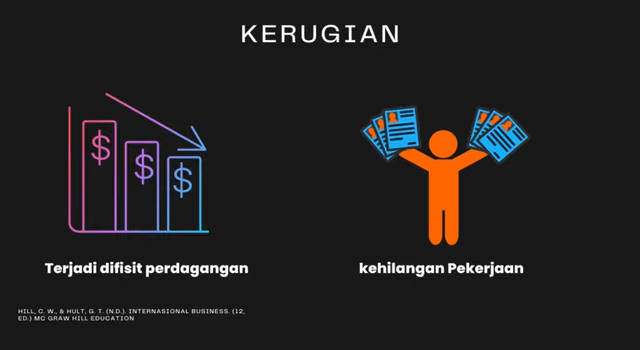 KERUGIAN
$ $ $
Terjadi difisit perdagangan
kehilangan Pekerjaan
HILL, C. W., & HULT, G. T. (N.D.). INTERNASIONAL BUSINESS. (12,
ED.) MC GRAW HILL EDUCATION